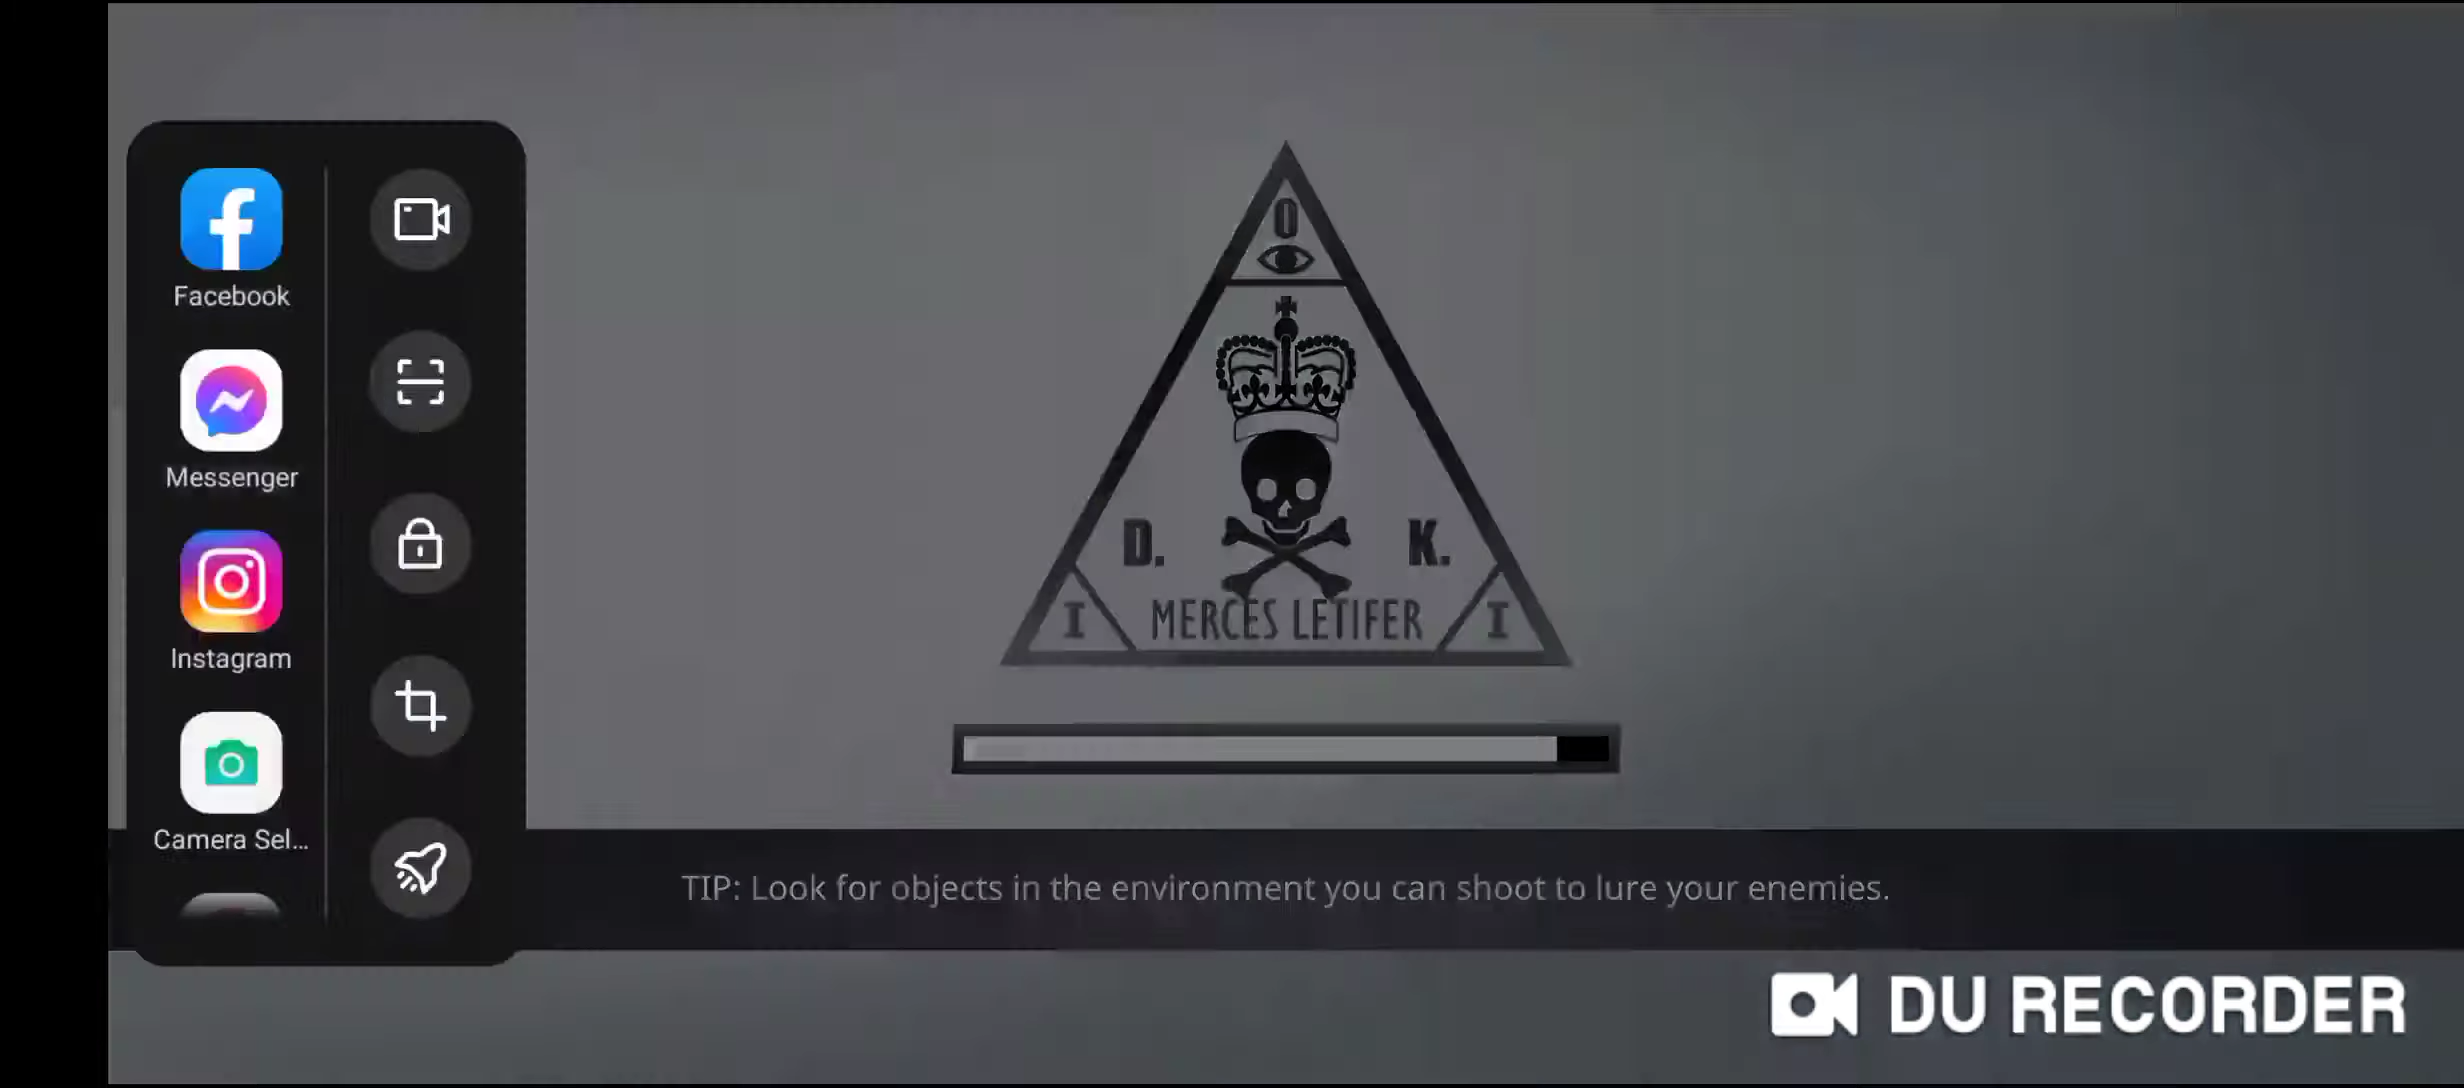 Facebook
Messenger
Instagram
Camera Sel...
O
D. K.
I MERCES LETIFER I
TIP: Look for objects in the environment you can shoot to lure your enemies.
DU RECORDER